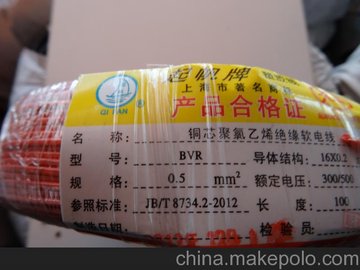 起帆牌
上海市著名商标
QI FAN ®
产品合格证
名称： 铜芯聚氯乙烯绝缘软电线
型号： BVR 导体结构： 16X0.2
规格： 0.5 mm² 额定电压： 300/500
参照标准： JB/T 8734.2-2012 长度： 100
检验员
www.makepolo.com